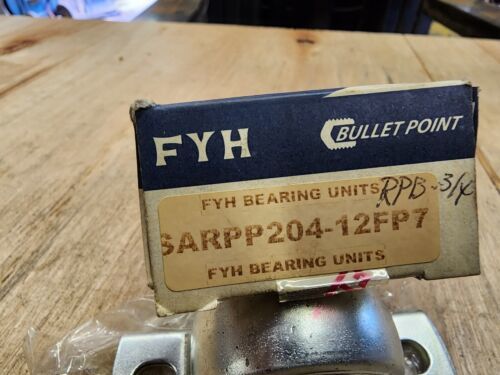 FYH
BULLET POINT
FYH BEARING UNITS
RPB-3/4
SARPP204-12FP7
FYH BEARING UNITS